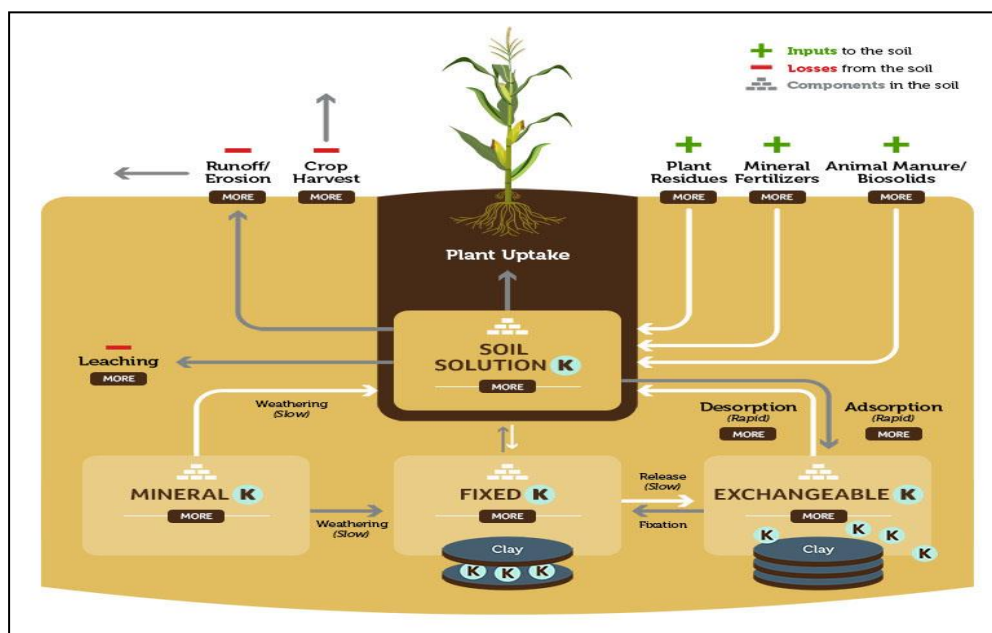 Inputs to the soil
Losses from the soil
Components in the soil
Runoff/
Erosion
MORE
Crop
Harvest
MORE
Plant
Residues
MORE
Mineral
Fertilizers
MORE
Animal Manure/
Biosolids
MORE
Plant Uptake
SOIL
SOLUTION K
MORE
Leaching
MORE
Weathering
(Slow)
Desorption
(Rapid)
MORE
Adsorption
(Rapid)
MORE
MINERAL K
MORE
Weathering
(Slow)
FIXED K
MORE
Release
(Slow)
Fixation
EXCHANGEABLE K
MORE
Clay
K K K
Clay
K K K K